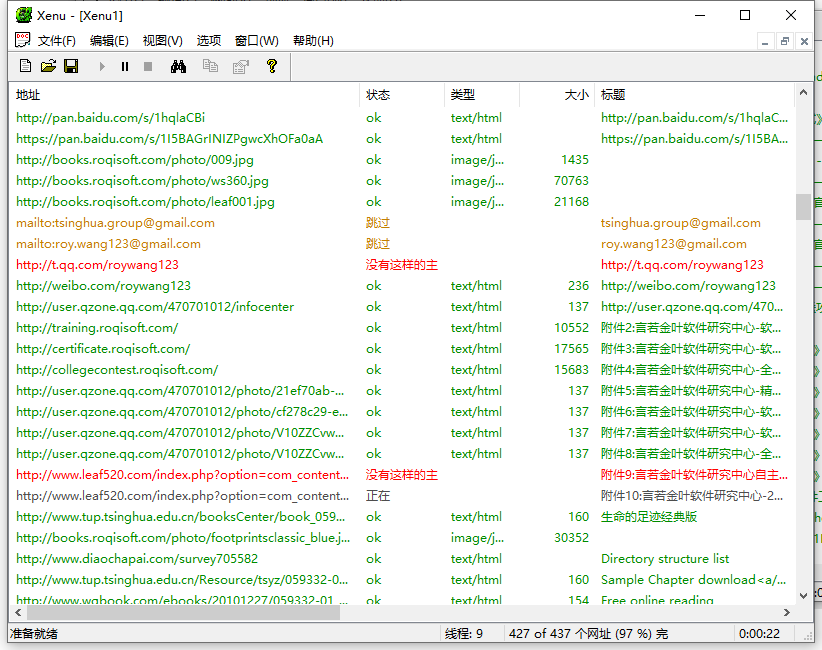 Xenu - [Xenu1]
文件(F) 编辑(E) 视图(V) 选项 窗口(W) 帮助(H)
地址 状态 类型 大小 标题
http://pan.baidu.com/s/1hqlaCBi ok text/html http://pan.baidu.com/s/1hqlaC...
https://pan.baidu.com/s/1I5BAGrINIZPgwcXhOFa0aA ok text/html https://pan.baidu.com/s/1I5BA...
http://books.roqisoft.com/photo/009.jpg ok image/j... 1435
http://books.roqisoft.com/photo/ws360.jpg ok image/j... 70763
http://books.roqisoft.com/photo/leaf001.jpg ok image/j... 21168
mailto:tsinghua.group@gmail.com 跳过 tsinghua.group@gmail.com
mailto:roy.wang123@gmail.com 跳过 roy.wang123@gmail.com
http://t.qq.com/roywang123 没有这样的主 http://t.qq.com/roywang123
http://weibo.com/roywang123 ok text/html 236 http://weibo.com/roywang123
http://user.qzone.qq.com/470701012/infocenter ok text/html 137 http://user.qzone.qq.com/470...
http://training.roqisoft.com/ ok text/html 10552 附件2:言若金叶软件研究中心-软...
http://certificate.roqisoft.com/ ok text/html 17565 附件3:言若金叶软件研究中心-软...
http://collegecontest.roqisoft.com/ ok text/html 15683 附件4:言若金叶软件研究中心-全...
http://user.qzone.qq.com/470701012/photo/21ef70ab-... ok text/html 137 附件5:言若金叶软件研究中心-精...
http://user.qzone.qq.com/470701012/photo/cf278c29-e... ok text/html 137 附件6:言若金叶软件研究中心-软...
http://user.qzone.qq.com/470701012/photo/V10ZZCvw... ok text/html 137 附件7:言若金叶软件研究中心-软...
http://user.qzone.qq.com/470701012/photo/V10ZZCvw... ok text/html 137 附件8:言若金叶软件研究中心-全...
http://www.leaf520.com/index.php?option=com_content... 没有这样的主 附件9:言若金叶软件研究中心自主...
http://www.leaf520.com/index.php?option=com_content... 正在 附件10:言若金叶软件研究中心-2...
http://www.tup.tsinghua.edu.cn/booksCenter/book_059... ok text/html 160 生命的足迹经典版
http://books.roqisoft.com/photo/footprintsclassic_blue.j... ok image/j... 30352
http://www.diaochapai.com/survey705582 ok text/html Directory structure list
http://www.tup.tsinghua.edu.cn/Resource/tsyz/059332-0... ok text/html 160 Sample Chapter download<a/...
http://www.wqbook.com/ebooks/20101227/059332-01 ... ok text/html 154 Free online reading
准备就绪 线程: 9 427 of 437 个网址 (97 %) 完 0:00:22